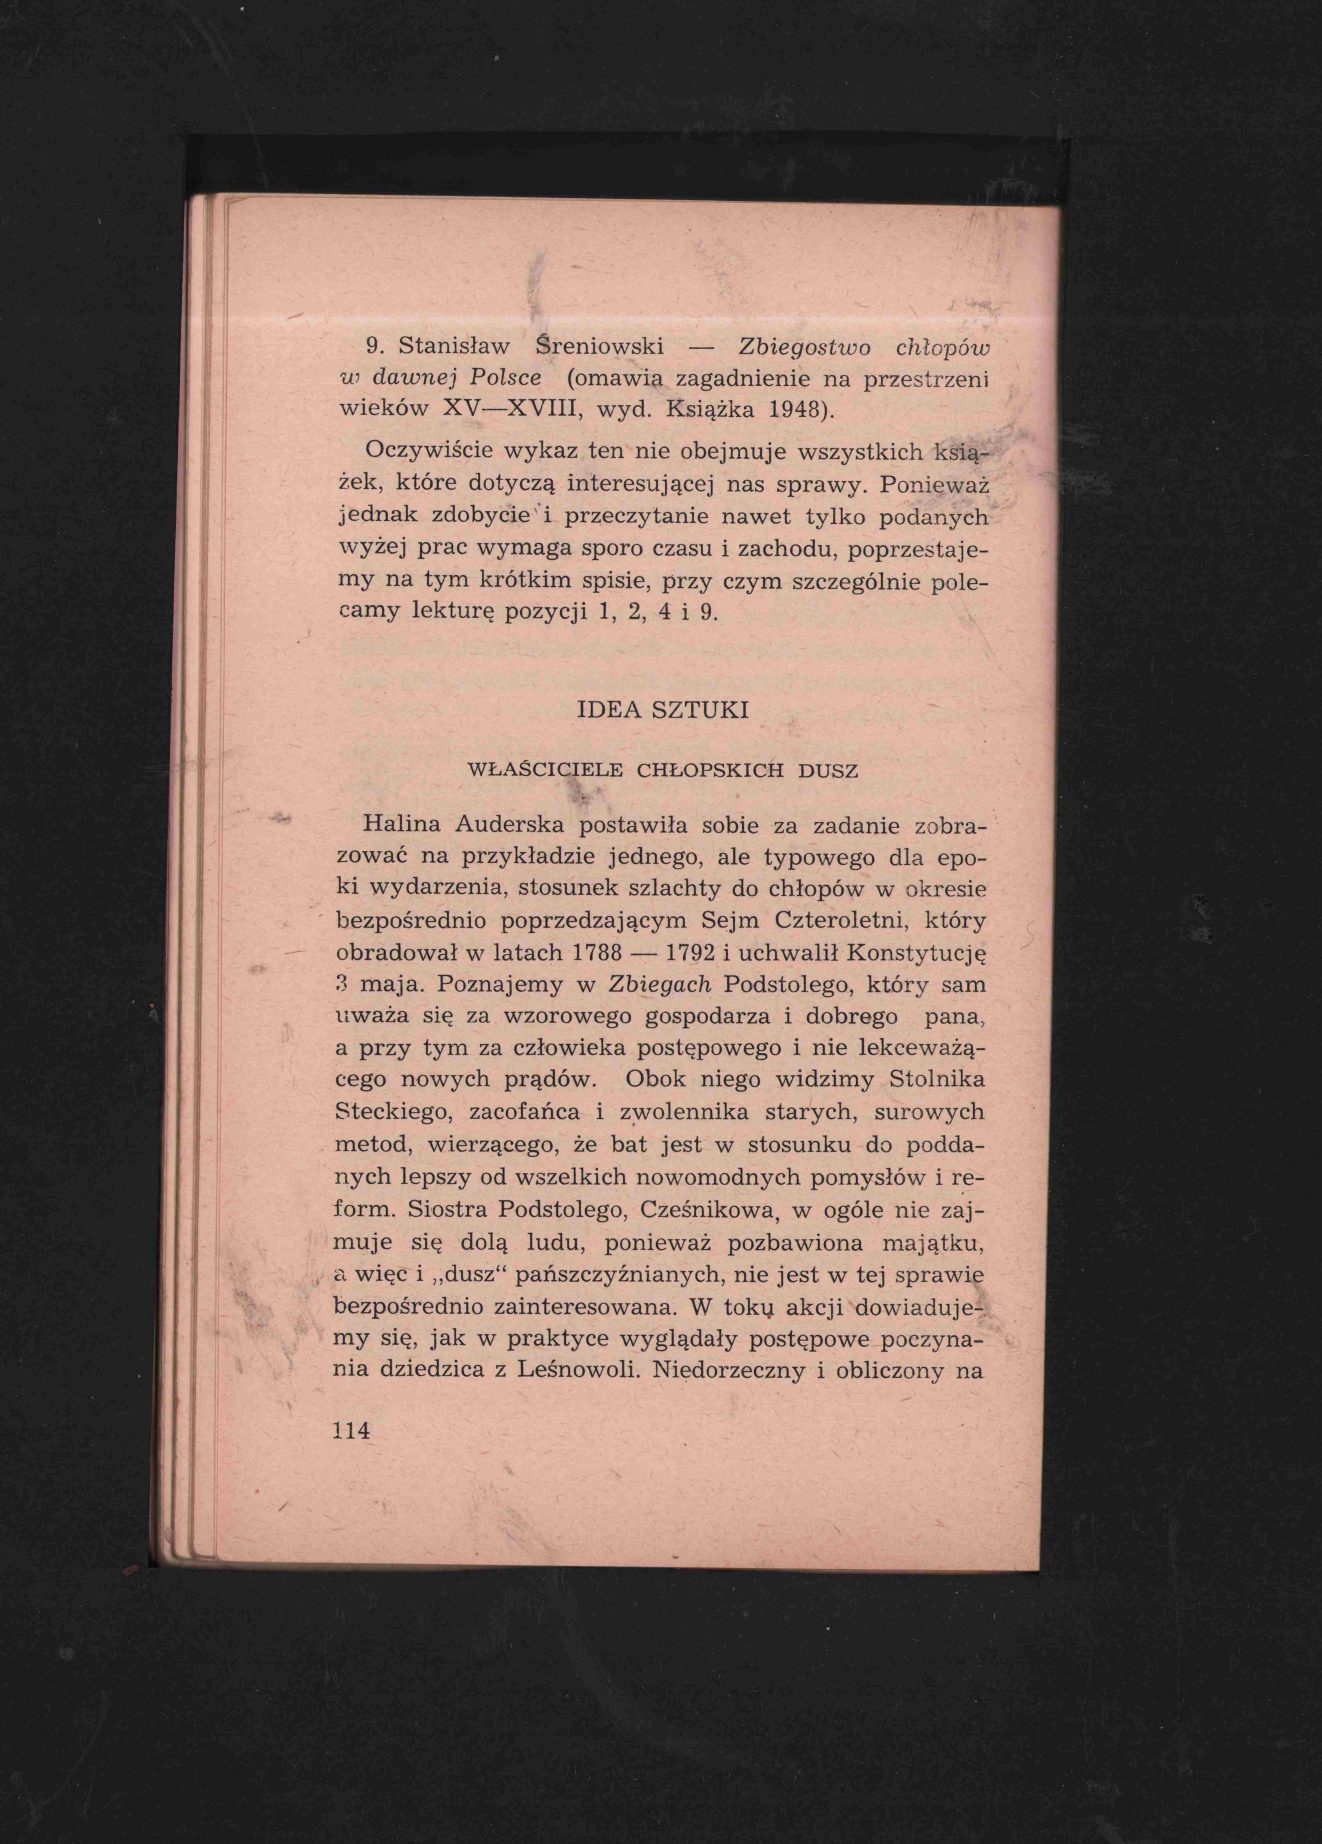 9. Stanisław Śreniowski — Zbiegostwo chłopów
w dawnej Polsce (omawia zagadnienie na przestrzeni
wieków XV—XVIII, wyd. Książka 1948).
Oczywiście wykaz ten nie obejmuje wszystkich ksią-
żek, które dotyczą interesującej nas sprawy. Ponieważ
jednak zdobycie i przeczytanie nawet tylko podanych
wyżej prac wymaga sporo czasu i zachodu, poprzestaje-
my na tym krótkim spisie, przy czym szczególnie pole-
camy lekturę pozycji 1, 2, 4 i 9.
IDEA SZTUKI
WŁAŚCICIELE CHŁOPSKICH DUSZ
Halina Auderska postawiła sobie za zadanie zobra-
zować na przykładzie jednego, ale typowego dla epo-
ki wydarzenia, stosunek szlachty do chłopów w okresie
bezpośrednio poprzedzającym Sejm Czteroletni, który
obradował w latach 1788 — 1792 i uchwalił Konstytucję
3 maja. Poznajemy w Zbiegach Podstolego, który sam
uważa się za wzorowego gospodarza i dobrego pana,
a przy tym za człowieka postępowego i nie lekceważą-
cego nowych prądów. Obok niego widzimy Stolnika
Steckiego, zacofańca i zwolennika starych, surowych
metod, wierzącego, że bat jest w stosunku do podda-
nych lepszy od wszelkich nowomodnych pomysłów i re-
form. Siostra Podstolego, Cześnikowa, w ogóle nie zaj-
muje się dolą ludu, ponieważ pozbawiona majątku,
a więc i „dusz“ pańszczyźnianych, nie jest w tej sprawie
bezpośrednio zainteresowana. W toku akcji dowiaduje-
my się, jak w praktyce wyglądały postępowe poczyna-
nia dziedzica z Leśnowoli. Niedorzeczny i obliczony na
114